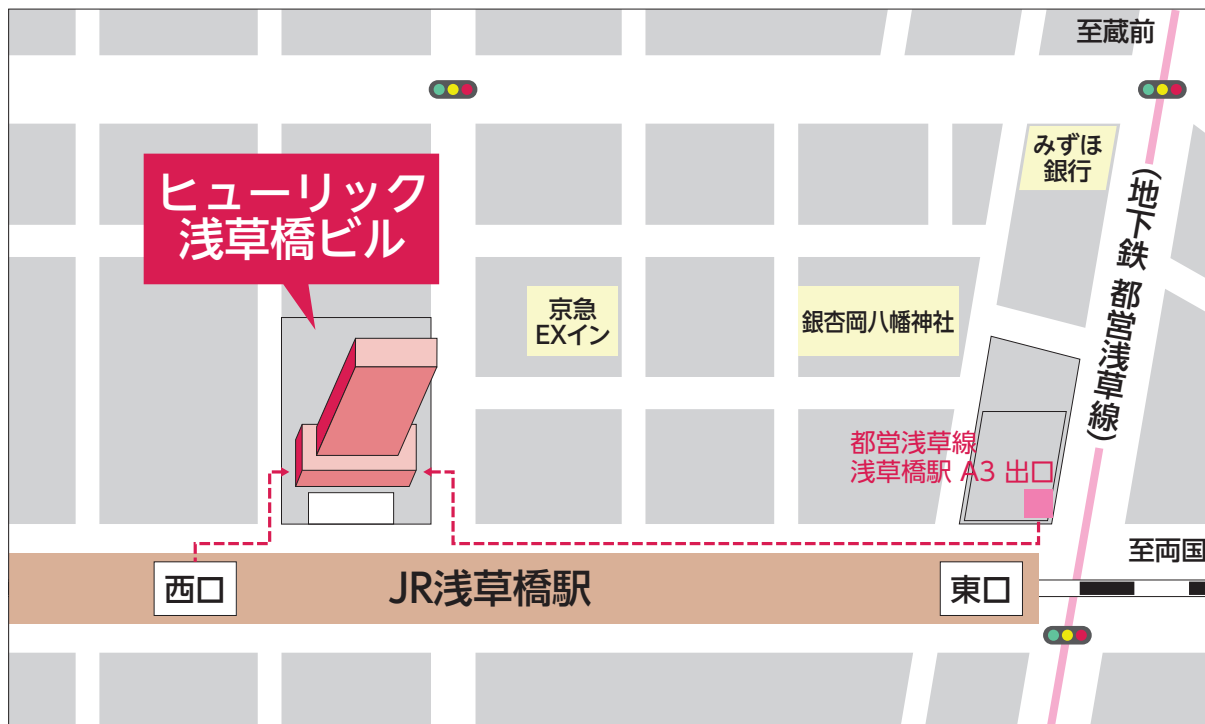 至蔵前
みずほ
銀行
ヒューリック
浅草橋ビル
(地下鉄 都営浅草線)
京急
EXイン
銀杏岡八幡神社
都営浅草線
浅草橋駅 A3 出口
至両国
西口
JR浅草橋駅
東口